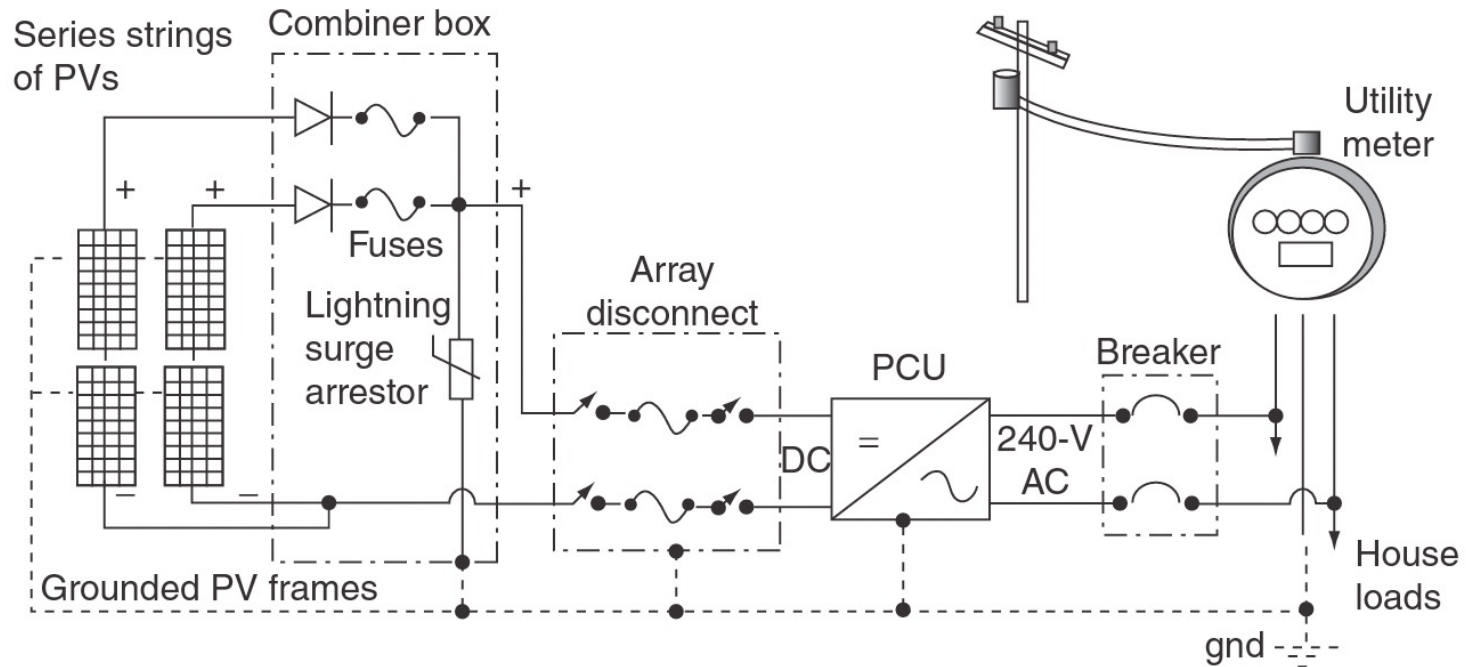 Series strings
of PVs
Combiner box
+
+
+
Fuses
Lightning
surge
arrestor
–
–
Array
disconnect
DC
PCU
=
240-V
AC
Breaker
Utility
meter
House
loads
Grounded PV frames
gnd